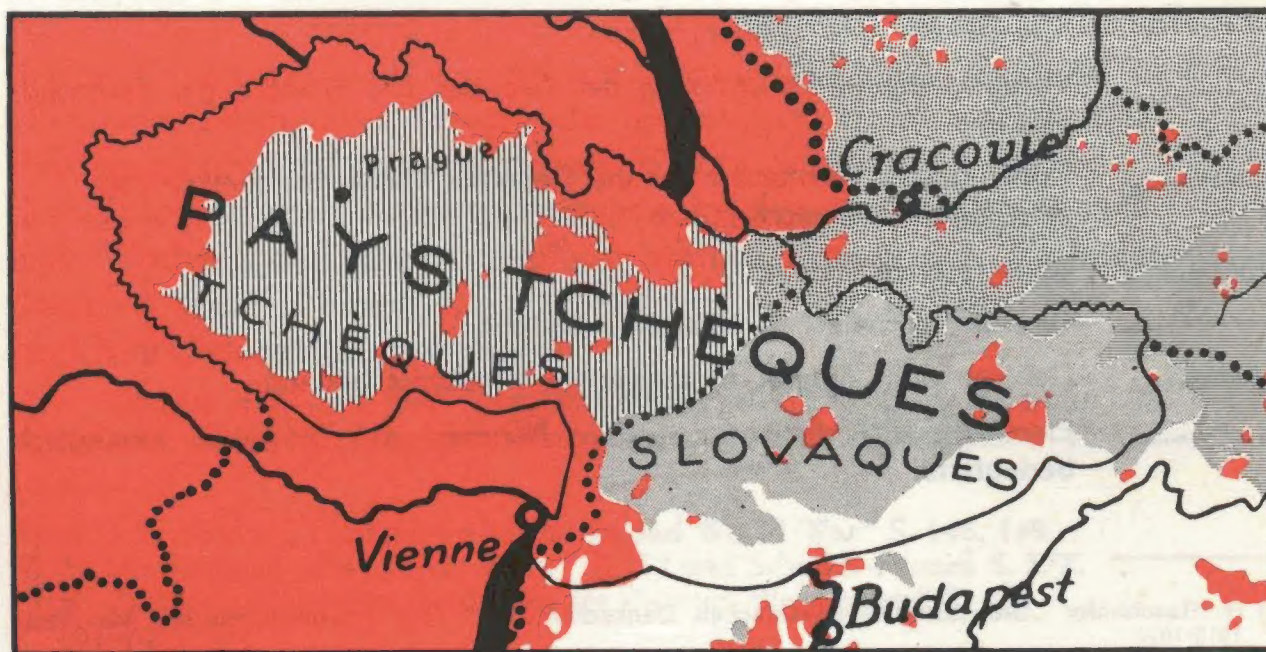 Cracovie
Prague
PAYS TCHÈQUES
TCHÈQUES
SLOVAQUES
Vienne
Budapest